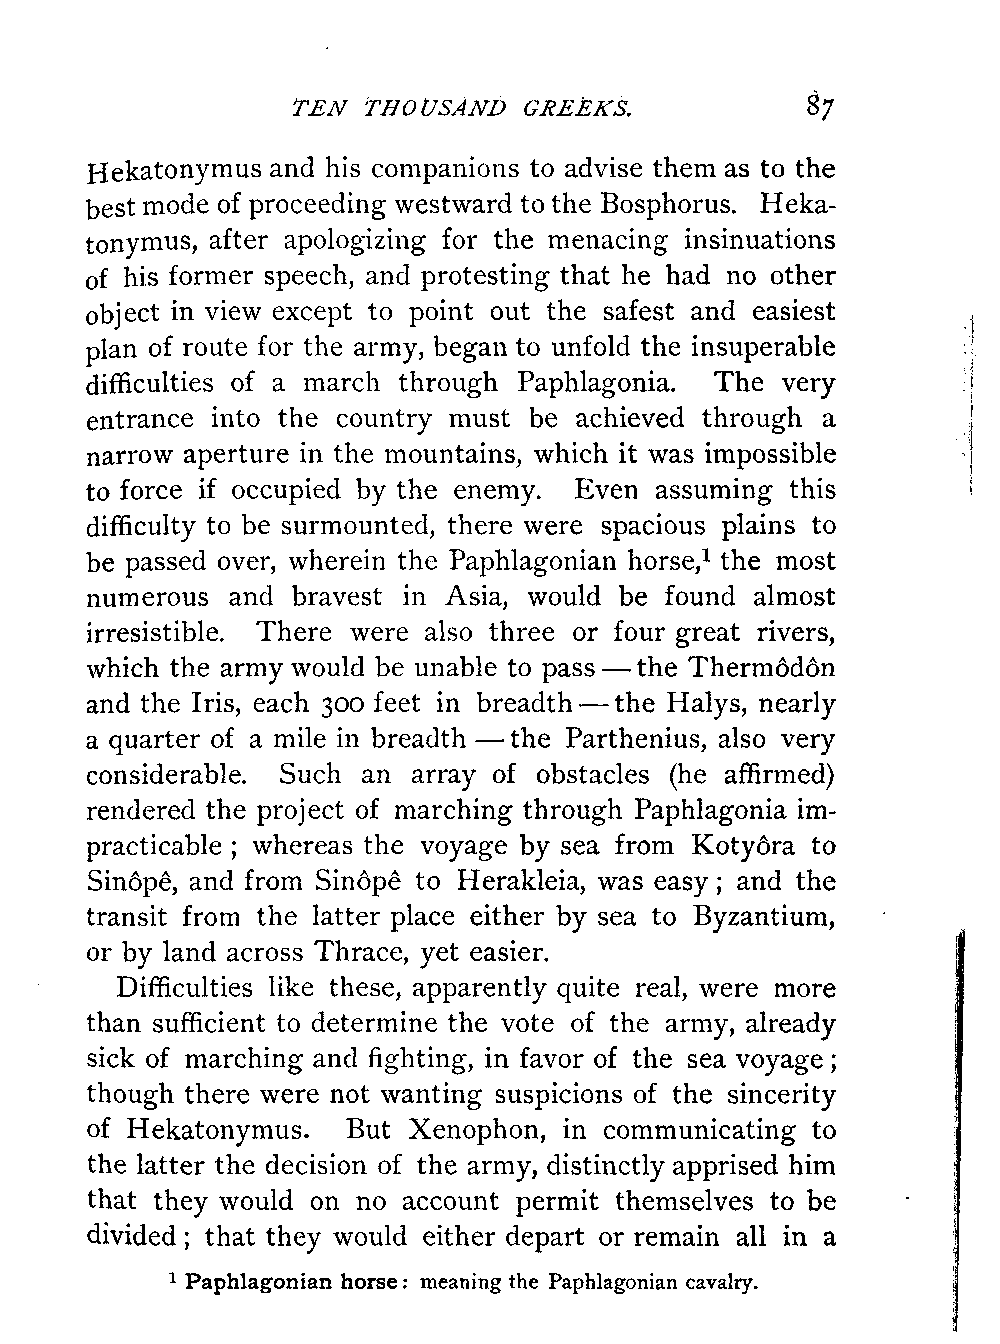 TEN THOUSAND GREEKS. 87
Hekatonymus and his companions to advise them as to the
best mode of proceeding westward to the Bosphorus. Heka-
tonymus, after apologizing for the menacing insinuations
of his former speech, and protesting that he had no other
object in view except to point out the safest and easiest
plan of route for the army, began to unfold the insuperable
difficulties of a march through Paphlagonia. The very
entrance into the country must be achieved through a
narrow aperture in the mountains, which it was impossible
to force if occupied by the enemy. Even assuming this
difficulty to be surmounted, there were spacious plains to
be passed over, wherein the Paphlagonian horse,¹ the most
numerous and bravest in Asia, would be found almost
irresistible. There were also three or four great rivers,
which the army would be unable to pass — the Thermôdôn
and the Iris, each 300 feet in breadth — the Halys, nearly
a quarter of a mile in breadth — the Parthenius, also very
considerable. Such an array of obstacles (he affirmed)
rendered the project of marching through Paphlagonia im-
practicable ; whereas the voyage by sea from Kotyôra to
Sinôpê, and from Sinôpê to Herakleia, was easy ; and the
transit from the latter place either by sea to Byzantium,
or by land across Thrace, yet easier.
Difficulties like these, apparently quite real, were more
than sufficient to determine the vote of the army, already
sick of marching and fighting, in favor of the sea voyage ;
though there were not wanting suspicions of the sincerity
of Hekatonymus. But Xenophon, in communicating to
the latter the decision of the army, distinctly apprised him
that they would on no account permit themselves to be
divided ; that they would either depart or remain all in a
¹ Paphlagonian horse: meaning the Paphlagonian cavalry.